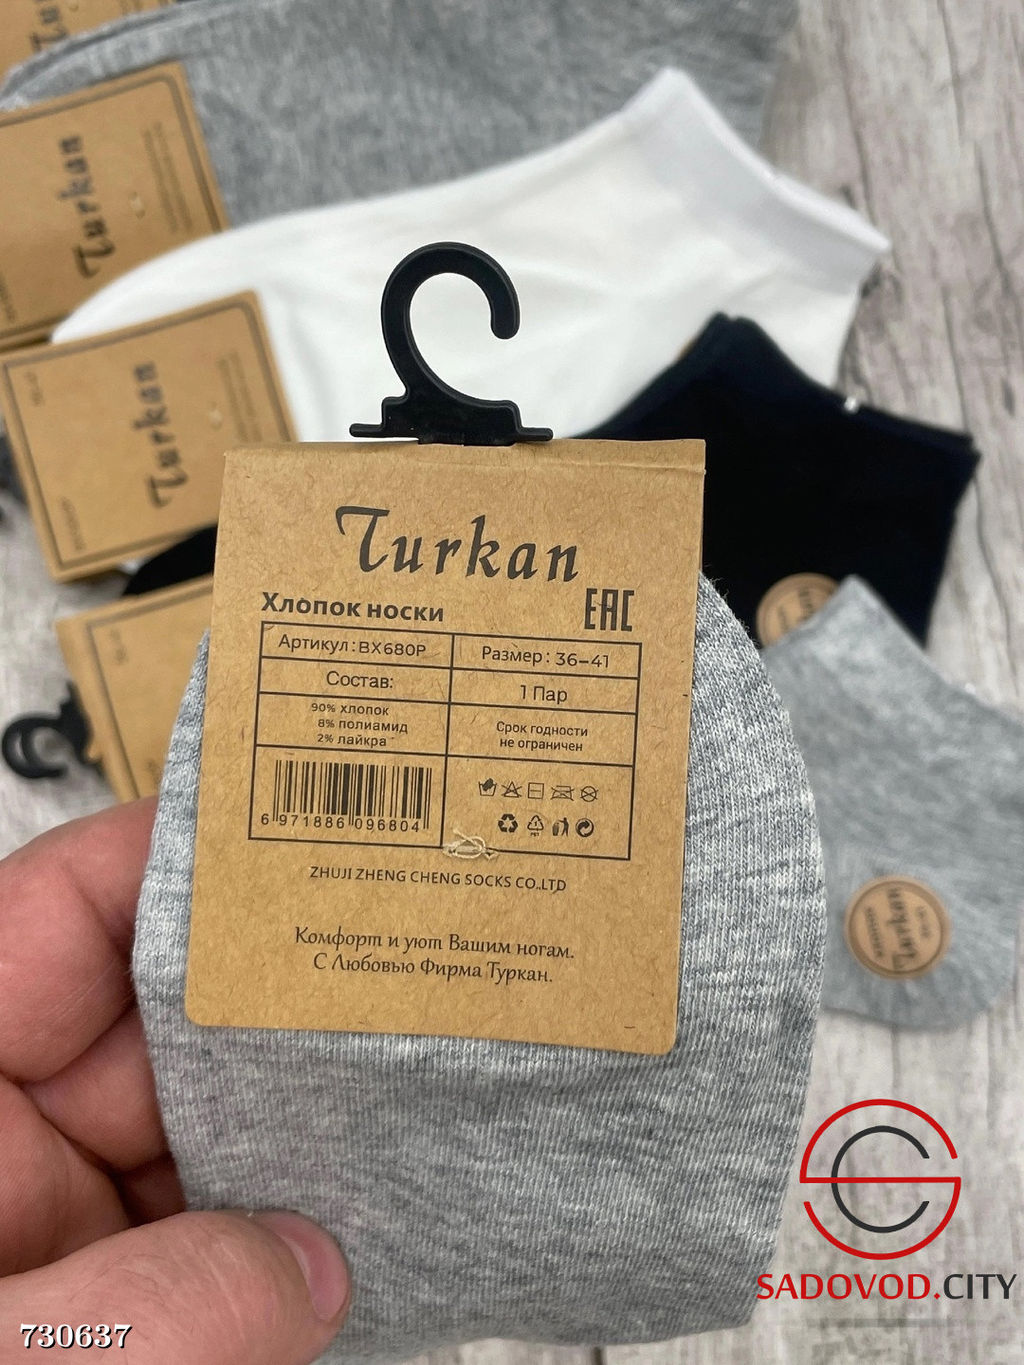 Turkan
Turkan
Turkan
Хлопок носки
EAC
Артикул: BX680P
Размер: 36-41
Состав:
1 Пар
90% хлопок
8% полиамид
2% лайкра
Срок годности
не ограничен
6 971886 096804
ZHUJI ZHENG CHENG SOCKS CO.,LTD
Комфорт и уют Вашим ногам.
С Любовью Фирма Туркан.
Turkan
SADOVOD.CITY
730637